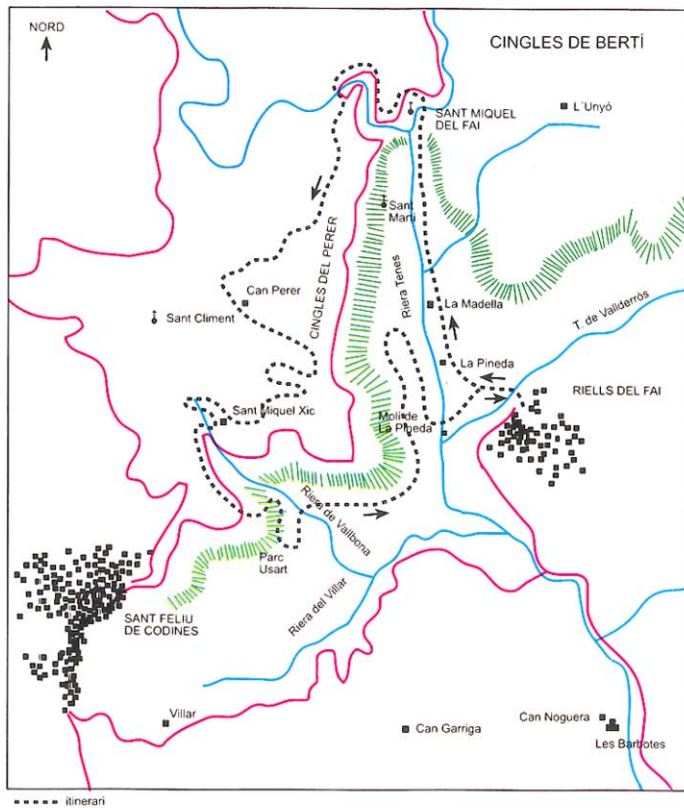 NORD
CINGLES DE BERTÍ
L´Unyó
SANT MIQUEL
DEL FAI
Sant
Martí
CINGLES DEL PERER
Riera Tenes
Can Perer
Sant Climent
La Madella
T. de Vallderròs
La Pineda
RIELLS DEL FAI
Sant Miquel Xic
Molí de
La Pineda
Riera de Vallbona
Parc
Usart
Riera del Villar
SANT FELIU
DE CODINES
Villar
Can Garriga
Can Noguera
Les Barbotes
itinerari